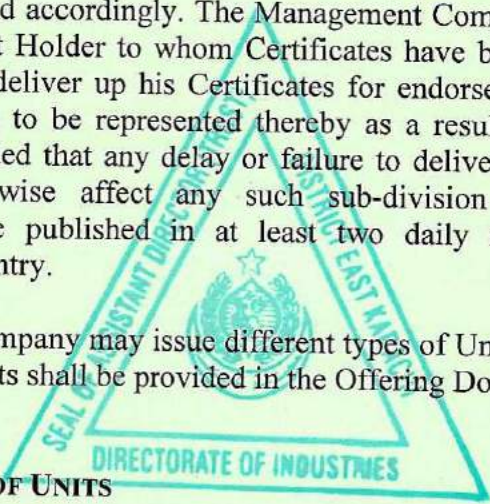 d accordingly. The Management Com
t Holder to whom Certificates have b
deliver up his Certificates for endorse
to be represented thereby as a resul
ed that any delay or failure to delive
wise affect any such sub-division
published in at least two daily
ntry.
mpany may issue different types of Un
ts shall be provided in the Offering Do
OF UNITS
SEAL OF ASSISTANT DIRECTOR TRUST
DISTRICT EAST KARACHI
DIRECTORATE OF INDUSTRIES